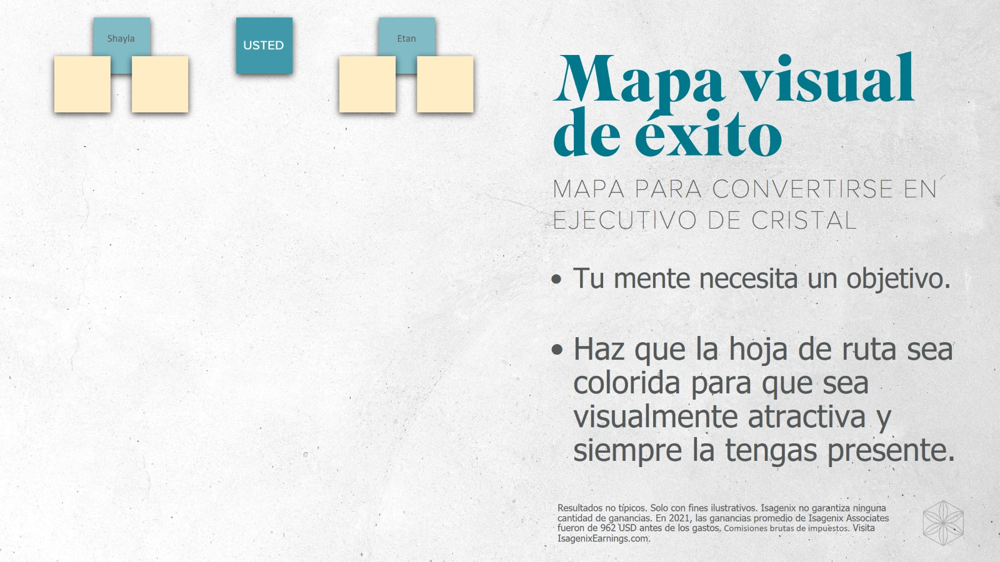 Shayla
USTED
Etan
Mapa visual
de éxito
MAPA PARA CONVERTIRSE EN
EJECUTIVO DE CRISTAL
• Tu mente necesita un objetivo.
• Haz que la hoja de ruta sea
colorida para que sea
visualmente atractiva y
siempre la tengas presente.
Resultados no típicos. Solo con fines ilustrativos. Isagenix no garantiza ninguna
cantidad de ganancias. En 2021, las ganancias promedio de Isagenix Associates
fueron de 962 USD antes de los gastos. Comisiones brutas de impuestos. Visita
IsagenixEarnings.com.